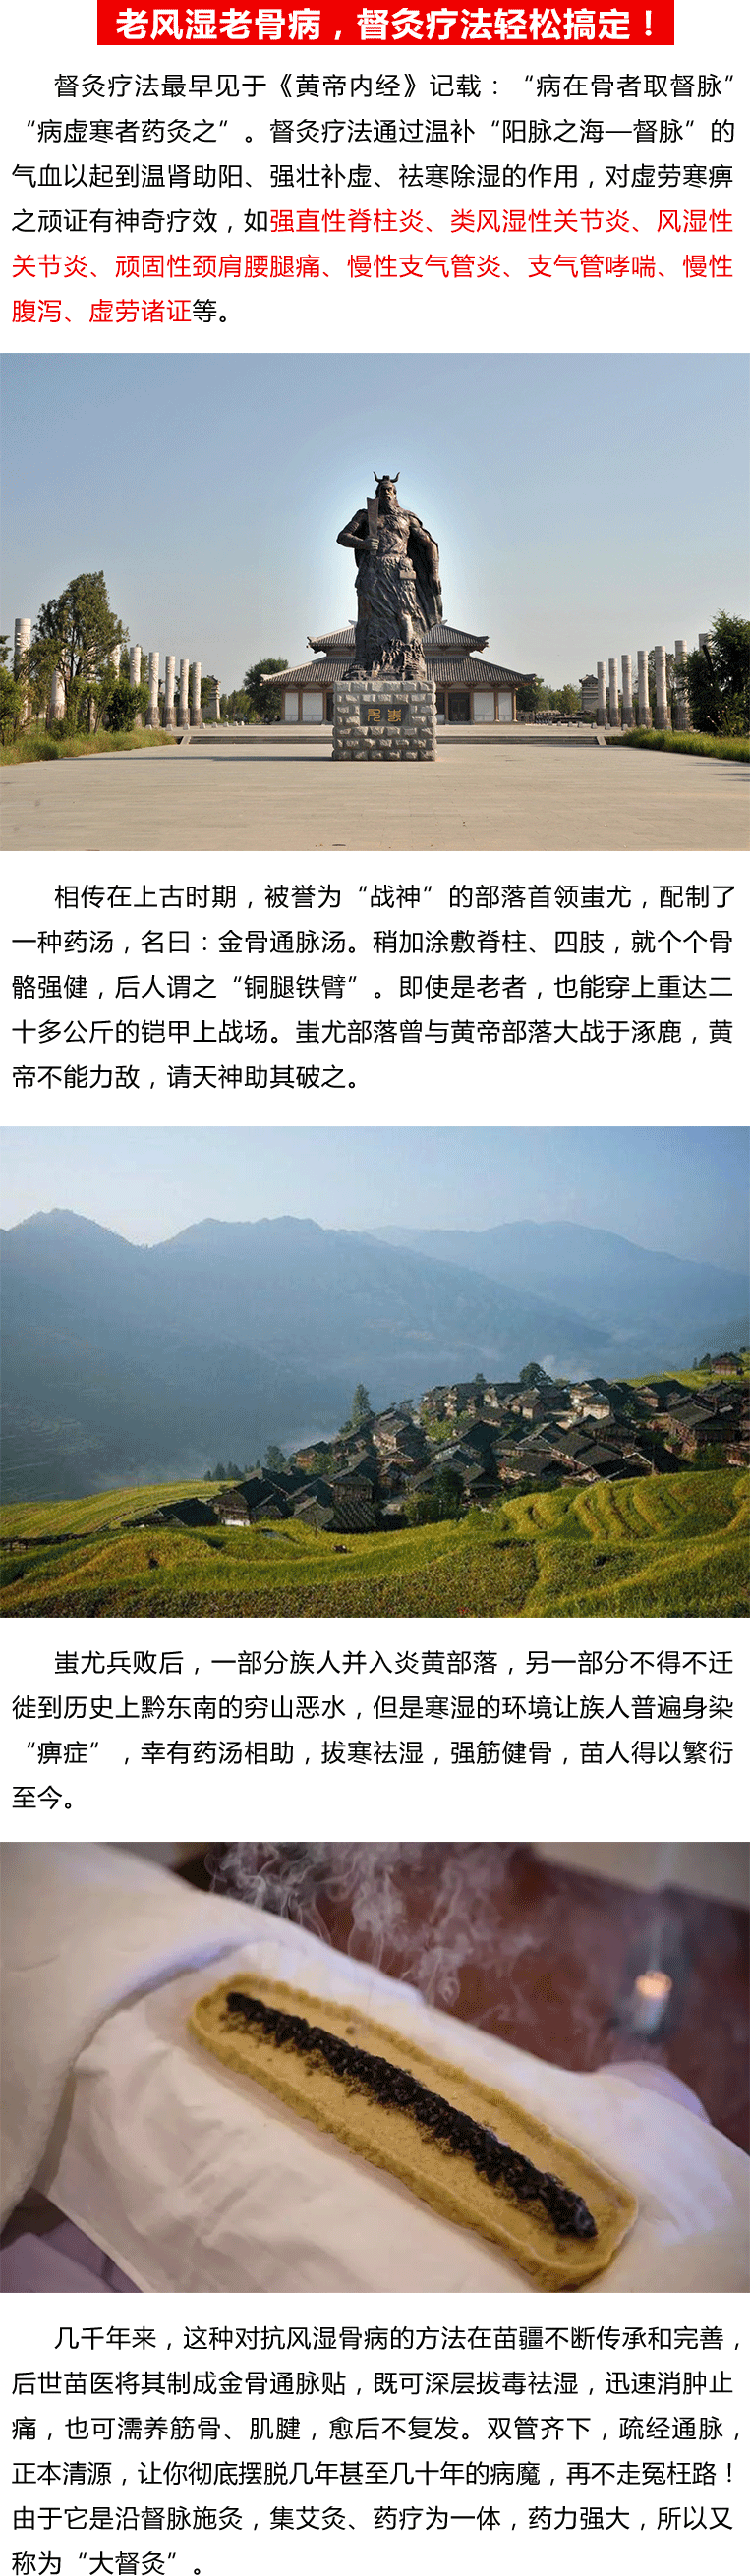 老风湿老骨病，督灸疗法轻松搞定！
督灸疗法最早见于《黄帝内经》记载：“病在骨者取督脉”
“病虚寒者药灸之”。督灸疗法通过温补“阳脉之海—督脉”的
气血以起到温肾助阳、强壮补虚、祛寒除湿的作用，对虚劳寒痹
之顽证有神奇疗效，如强直性脊柱炎、类风湿性关节炎、风湿性
关节炎、顽固性颈肩腰腿痛、慢性支气管炎、支气管哮喘、慢性
腹泻、虚劳诸证等。
尤蚩
相传在上古时期，被誉为“战神”的部落首领蚩尤，配制了
一种药汤，名曰：金骨通脉汤。稍加涂敷脊柱、四肢，就个个骨
骼强健，后人谓之“铜腿铁臂”。即使是老者，也能穿上重达二
十多公斤的铠甲上战场。蚩尤部落曾与黄帝部落大战于涿鹿，黄
帝不能力敌，请天神助其破之。
蚩尤兵败后，一部分族人并入炎黄部落，另一部分不得不迁
徙到历史上黔东南的穷山恶水，但是寒湿的环境让族人普遍身染
“痹症”，幸有药汤相助，拔寒祛湿，强筋健骨，苗人得以繁衍
至今。
几千年来，这种对抗风湿骨病的方法在苗疆不断传承和完善，
后世苗医将其制成金骨通脉贴，既可深层拔毒祛湿，迅速消肿止
痛，也可濡养筋骨、肌腱，愈后不复发。双管齐下，疏经通脉，
正本清源，让你彻底摆脱几年甚至几十年的病魔，再不走冤枉路！
由于它是沿督脉施灸，集艾灸、药疗为一体，药力强大，所以又
称为“大督灸”。